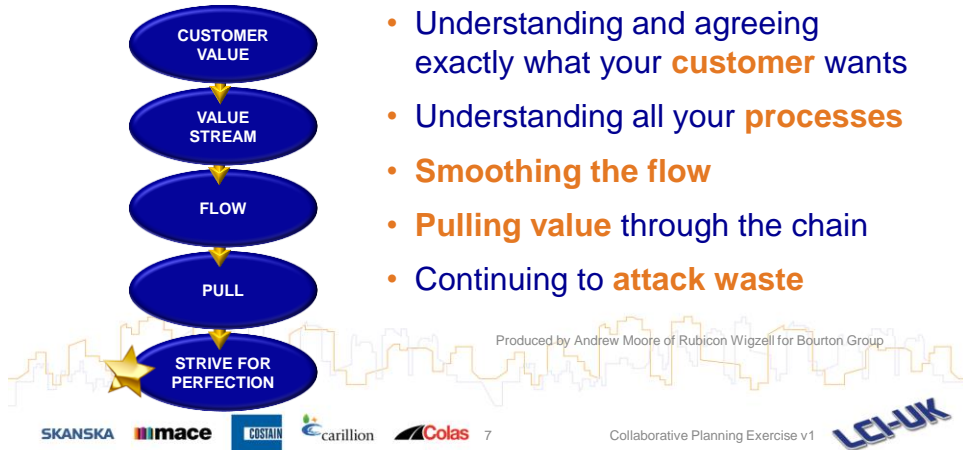 CUSTOMER
VALUE
VALUE
STREAM
FLOW
PULL
STRIVE FOR
PERFECTION
• Understanding and agreeing
exactly what your customer wants
• Understanding all your processes
• Smoothing the flow
• Pulling value through the chain
• Continuing to attack waste
Produced by Andrew Moore of Rubicon Wigzell for Bourton Group
SKANSKA mace COSTAIN carillion Colas 7 Collaborative Planning Exercise v1 LCI-UK